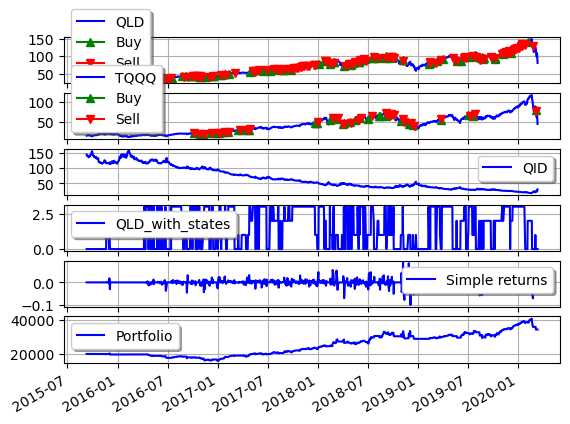 QLD
Buy
Sell
150
100
50
TQQQ
Buy
Sell
100
50
150
100
50
QID
2.5
0.0
QLD_with_states
0.0
−0.1
Simple returns
40000
20000
Portfolio
2015-07
2016-01
2016-07
2017-01
2017-07
2018-01
2018-07
2019-01
2019-07
2020-01